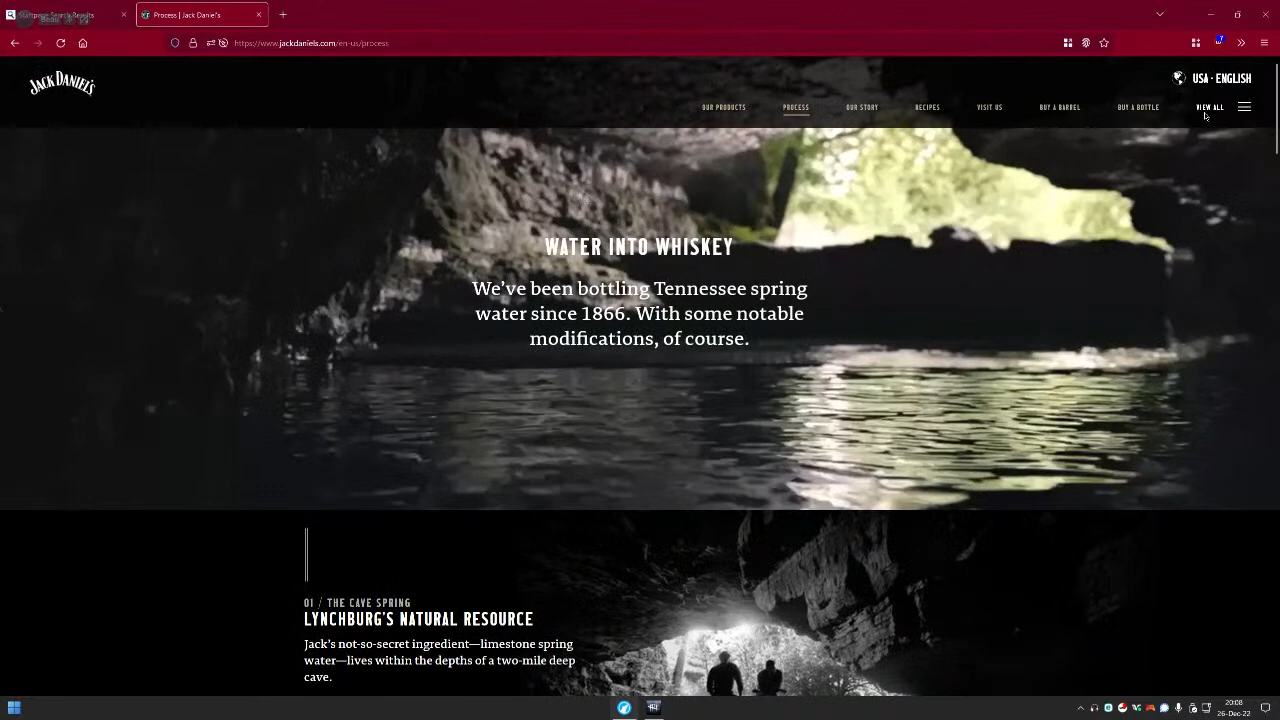 Startpage Search Results
Process | Jack Daniel's
https://www.jackdaniels.com/en-us/process
JACK DANIEL'S
USA - ENGLISH
OUR PRODUCTS
PROCESS
OUR STORY
RECIPES
VISIT US
BUY A BARREL
BUY A BOTTLE
VIEW ALL
WATER INTO WHISKEY
We've been bottling Tennessee spring
water since 1866. With some notable
modifications, of course.
01 / THE CAVE SPRING
LYNCHBURG'S NATURAL RESOURCE
Jack's not-so-secret ingredient—limestone spring
water—lives within the depths of a two-mile deep
cave.
20:08
26-Dec-22